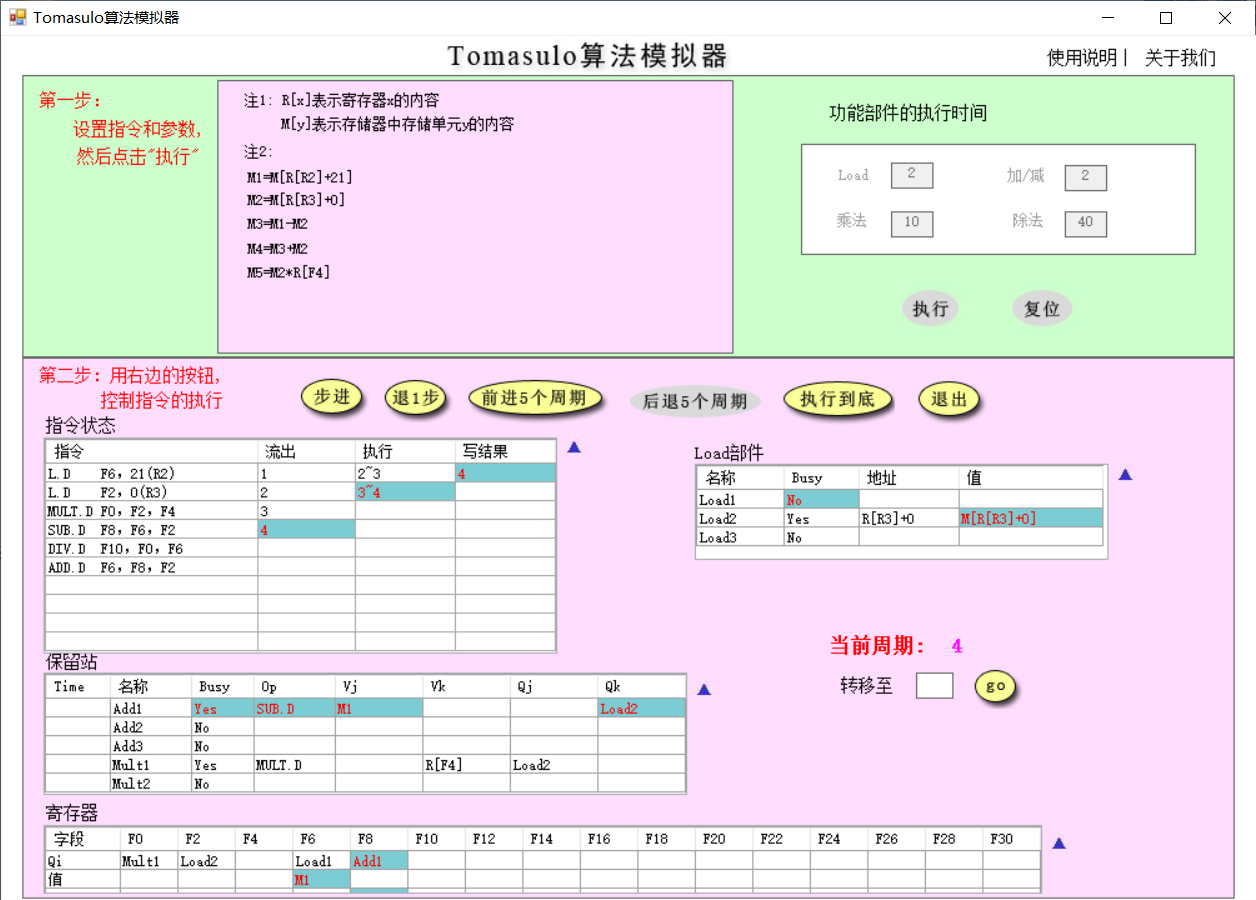 Tomasulo算法模拟器
Tomasulo算法模拟器
使用说明| 关于我们
第一步:
设置指令和参数,
然后点击"执行"
注1: R[x]表示寄存器x的内容
M[y]表示存储器中存储单元y的内容
注2:
M1=M[R[R2]+21]
M2=M[R[R3]+0]
M3=M1-M2
M4=M3+M2
M5=M2*R[F4]
功能部件的执行时间
Load 2 加/减 2
乘法 10 除法 40
执行 复位
第二步: 用右边的按钮,
控制指令的执行
步进 退1步 前进5个周期 后退5个周期 执行到底 退出
指令状态
指令 流出 执行 写结果
L.D F6, 21(R2) 1 2~3 4
L.D F2, 0(R3) 2 3~4
MULT.D F0, F2, F4 3
SUB.D F8, F6, F2 4
DIV.D F10, F0, F6
ADD.D F6, F8, F2
Load部件
名称 Busy 地址 值
Load1 No
Load2 Yes R[R3]+0 M[R[R3]+0]
Load3 No
当前周期: 4
转移至 go
保留站
Time 名称 Busy Op Vj Vk Qj Qk
Add1 Yes SUB.D M1 Load2
Add2 No
Add3 No
Mult1 Yes MULT.D R[F4] Load2
Mult2 No
寄存器
字段 F0 F2 F4 F6 F8 F10 F12 F14 F16 F18 F20 F22 F24 F26 F28 F30
Qi Mult1 Load2 Load1 Add1
值 M1